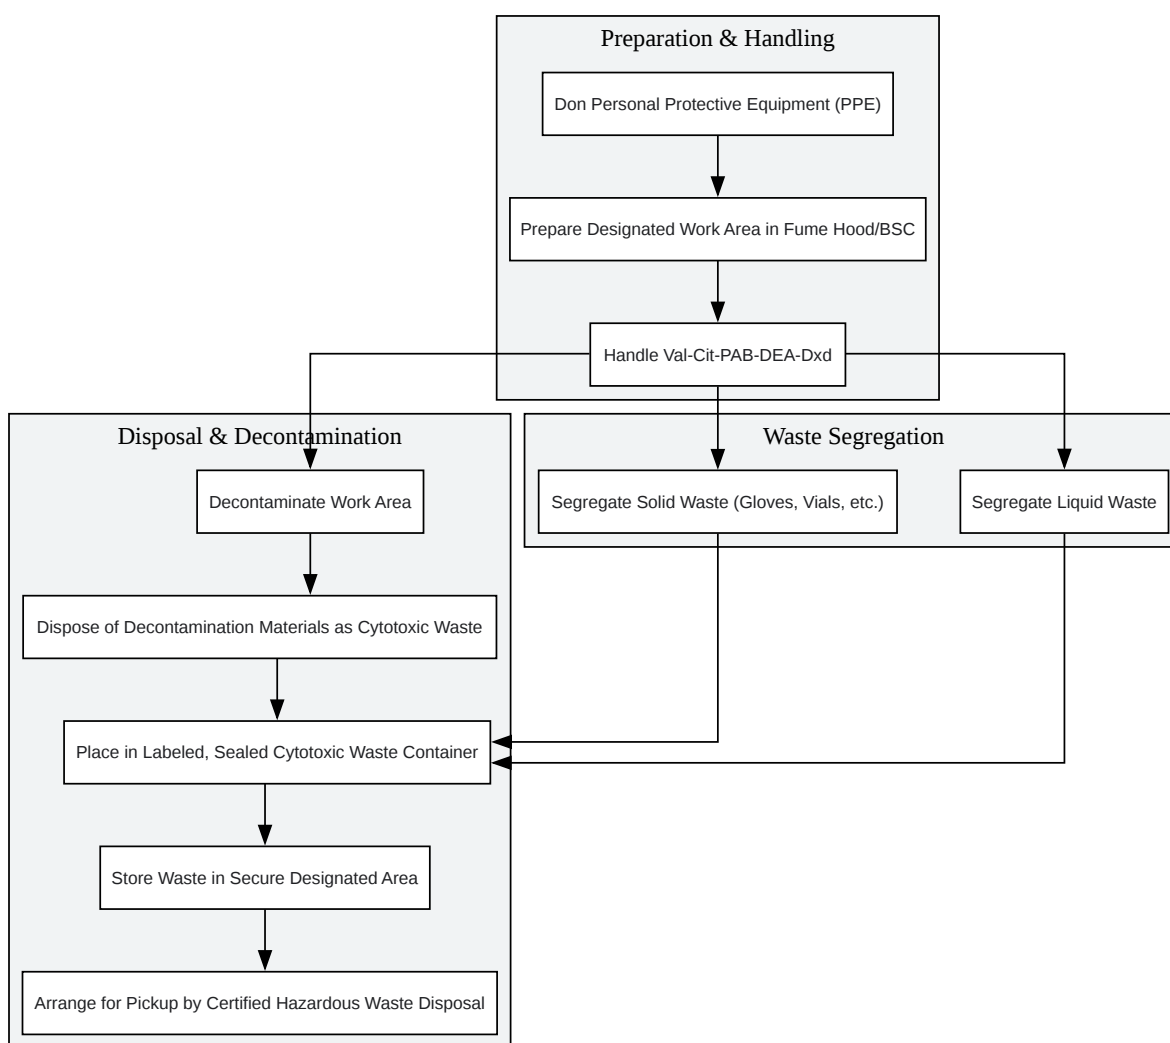 Preparation & Handling
Don Personal Protective Equipment (PPE)
Prepare Designated Work Area in Fume Hood/BSC
Handle Val-Cit-PAB-DEA-Dxd
Disposal & Decontamination
Waste Segregation
Decontaminate Work Area
Segregate Solid Waste (Gloves, Vials, etc.)
Segregate Liquid Waste
Dispose of Decontamination Materials as Cytotoxic Waste
Place in Labeled, Sealed Cytotoxic Waste Container
Store Waste in Secure Designated Area
Arrange for Pickup by Certified Hazardous Waste Disposal